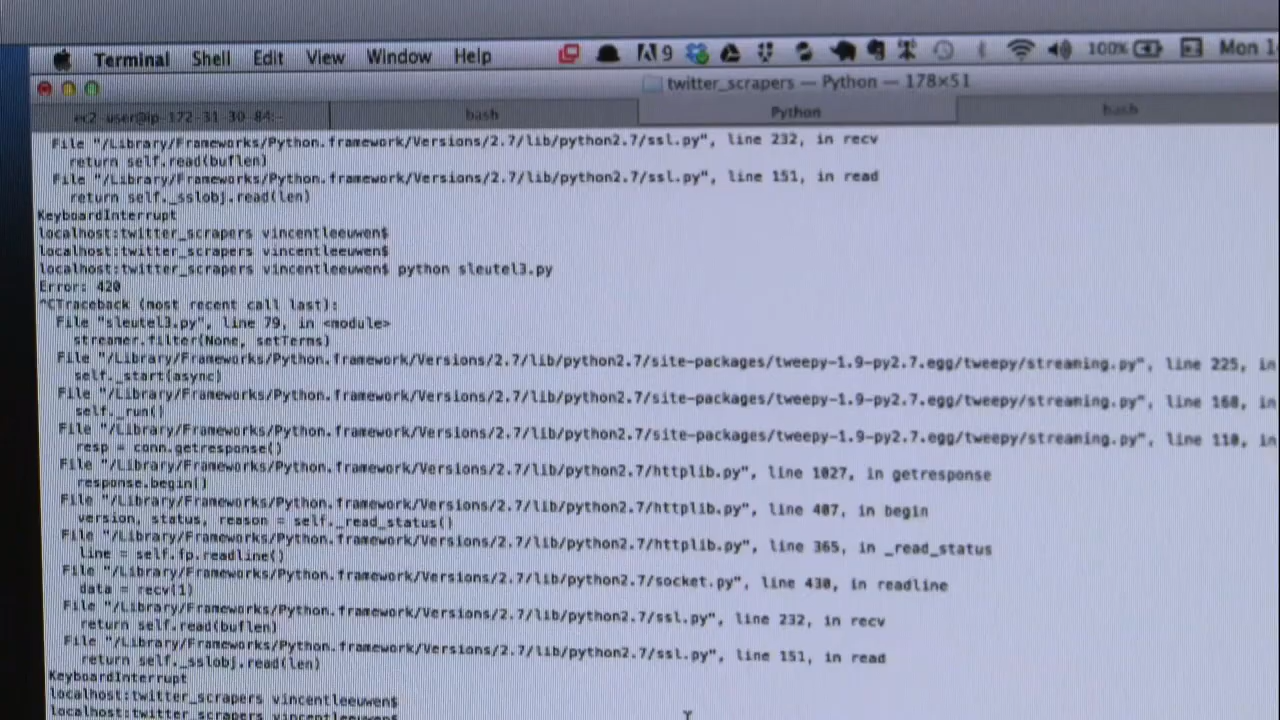 Terminal Shell Edit View Window Help 9 100% Mon 1
twitter_scrapers — Python — 178×51
ec2-user@ip-172-31-30-84:~ bash Python bash
File "/Library/Frameworks/Python.framework/Versions/2.7/lib/python2.7/ssl.py", line 232, in recv
return self.read(buflen)
File "/Library/Frameworks/Python.framework/Versions/2.7/lib/python2.7/ssl.py", line 151, in read
return self._sslobj.read(len)
KeyboardInterrupt
localhost:twitter_scrapers vincentleeuwen$
localhost:twitter_scrapers vincentleeuwen$
localhost:twitter_scrapers vincentleeuwen$ python sleutel3.py
Error: 420
^CTraceback (most recent call last):
File "sleutel3.py", line 79, in <module>
streamer.filter(None, setTerms)
File "/Library/Frameworks/Python.framework/Versions/2.7/lib/python2.7/site-packages/tweepy-1.9-py2.7.egg/tweepy/streaming.py", line 225, in
self._start(async)
File "/Library/Frameworks/Python.framework/Versions/2.7/lib/python2.7/site-packages/tweepy-1.9-py2.7.egg/tweepy/streaming.py", line 160, in
self._run()
File "/Library/Frameworks/Python.framework/Versions/2.7/lib/python2.7/site-packages/tweepy-1.9-py2.7.egg/tweepy/streaming.py", line 110, in
resp = conn.getresponse()
File "/Library/Frameworks/Python.framework/Versions/2.7/lib/python2.7/httplib.py", line 1027, in getresponse
response.begin()
File "/Library/Frameworks/Python.framework/Versions/2.7/lib/python2.7/httplib.py", line 407, in begin
version, status, reason = self._read_status()
File "/Library/Frameworks/Python.framework/Versions/2.7/lib/python2.7/httplib.py", line 365, in _read_status
line = self.fp.readline()
File "/Library/Frameworks/Python.framework/Versions/2.7/lib/python2.7/socket.py", line 430, in readline
data = recv(1)
File "/Library/Frameworks/Python.framework/Versions/2.7/lib/python2.7/ssl.py", line 232, in recv
return self.read(buflen)
File "/Library/Frameworks/Python.framework/Versions/2.7/lib/python2.7/ssl.py", line 151, in read
return self._sslobj.read(len)
KeyboardInterrupt
localhost:twitter_scrapers vincentleeuwen$
localhost:twitter_scrapers vincentleeuwen$